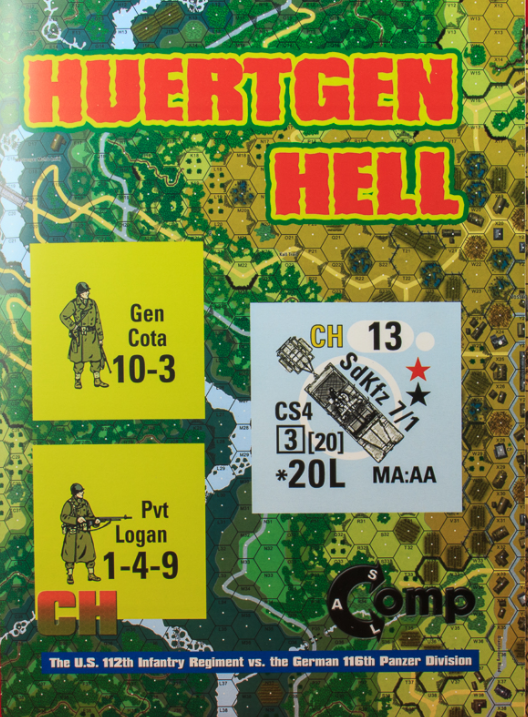 HUERTGEN
HELL
Gen
Cota
10-3
CH 13
SdKfz 7/1
CS4
3 [20]
*20L MA:AA
Pvt
Logan
1-4-9
CH
ASL Comp
The U.S. 112th Infantry Regiment vs. the German 116th Panzer Division